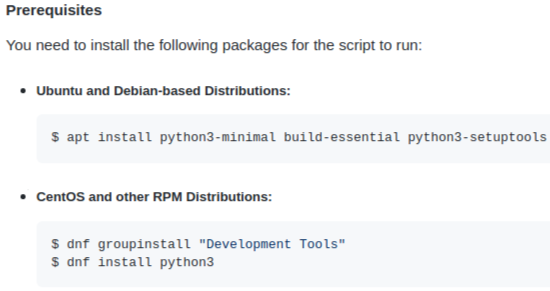 Prerequisites
You need to install the following packages for the script to run:
Ubuntu and Debian-based Distributions:
$ apt install python3-minimal build-essential python3-setuptools
CentOS and other RPM Distributions:
$ dnf groupinstall "Development Tools"
$ dnf install python3